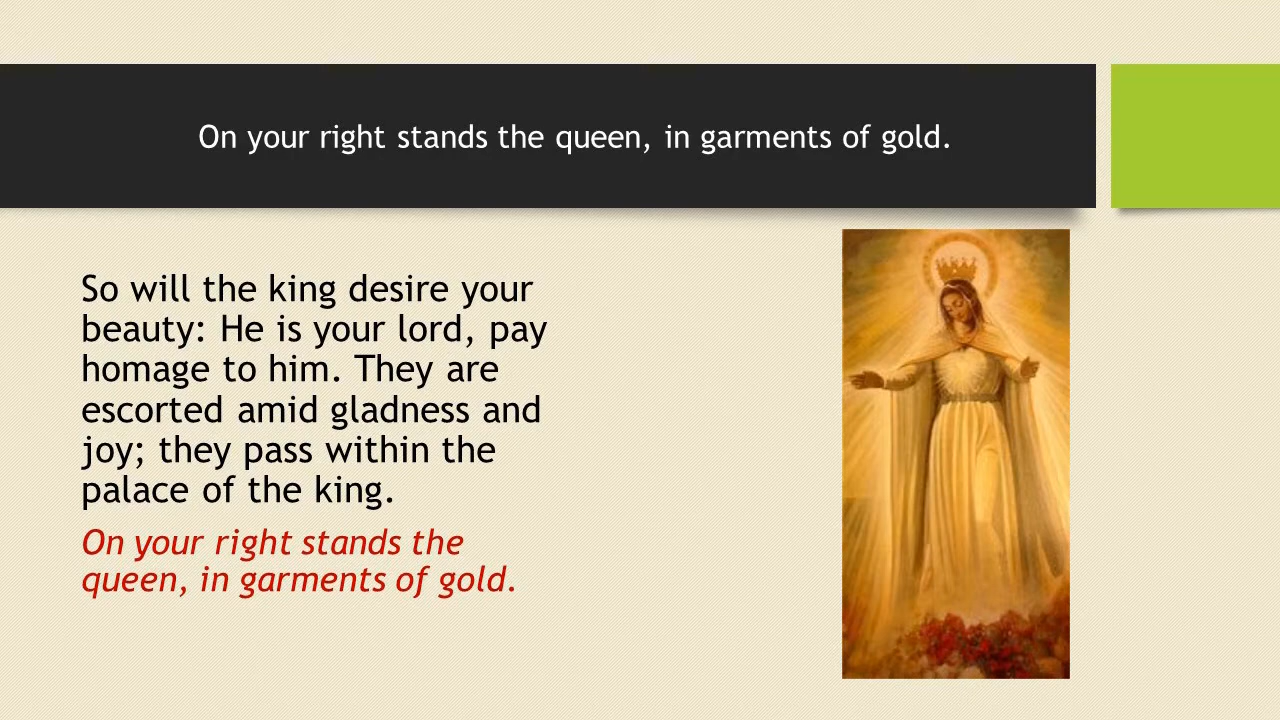 On your right stands the queen, in garments of gold.
So will the king desire your
beauty: He is your lord, pay
homage to him. They are
escorted amid gladness and
joy; they pass within the
palace of the king.
On your right stands the
queen, in garments of gold.